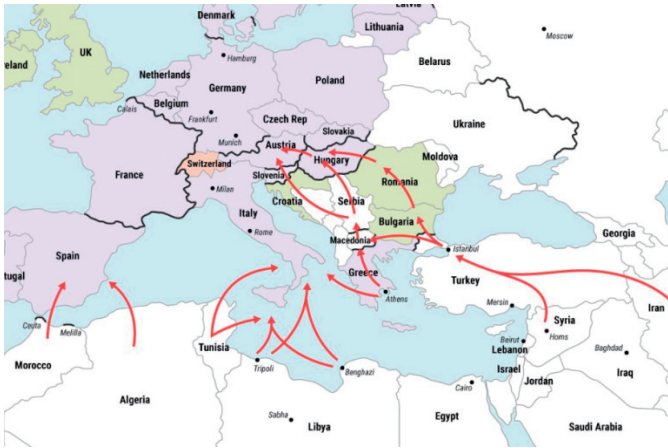 Latvia
Denmark
Lithuania
Moscow
UK
Hamburg
Belarus
eland
Netherlands
Poland
Germany
Belgium
Calais
Frankfurt
Czech Rep
Ukraine
Slovakia
Munich
Austria
Hungary
Moldova
Switzerland
France
Slovenia
Romania
Milan
Croatia
Serbia
Italy
Bulgaria
Georgia
Rome
Macedonia
Istanbul
Spain
tugal
Greece
Turkey
Iran
Athens
Mersin
Syria
Ceuta
Melilla
Tunisia
Beirut
Homs
Lebanon
Baghdad
Morocco
Tripoli
Israel
Benghazi
Iraq
Cairo
Jordan
Algeria
Sabha
Libya
Egypt
Saudi Arabia